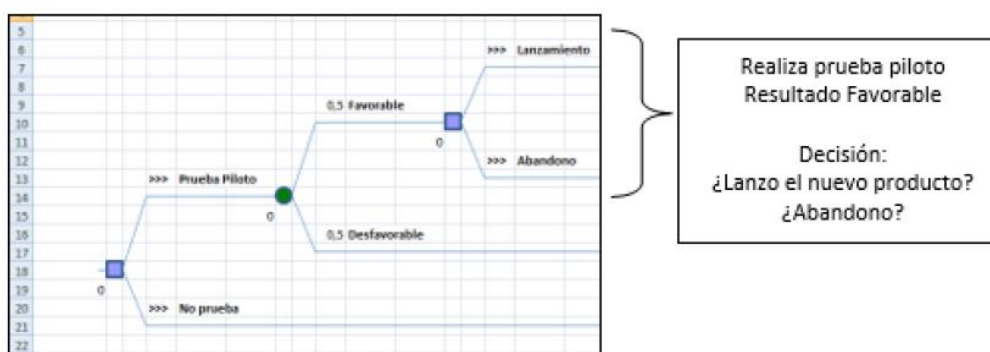 5
6
>>> Lanzamiento
7
8
9
0,5 Favorable
10
11
0
12
>>> Abandono
13
>>> Prueba Piloto
14
15
0
16
0,5 Desfavorable
17
18
19
0
20
>>> No prueba
21
22
Realiza prueba piloto
Resultado Favorable
Decisión:
¿Lanzo el nuevo producto?
¿Abandono?